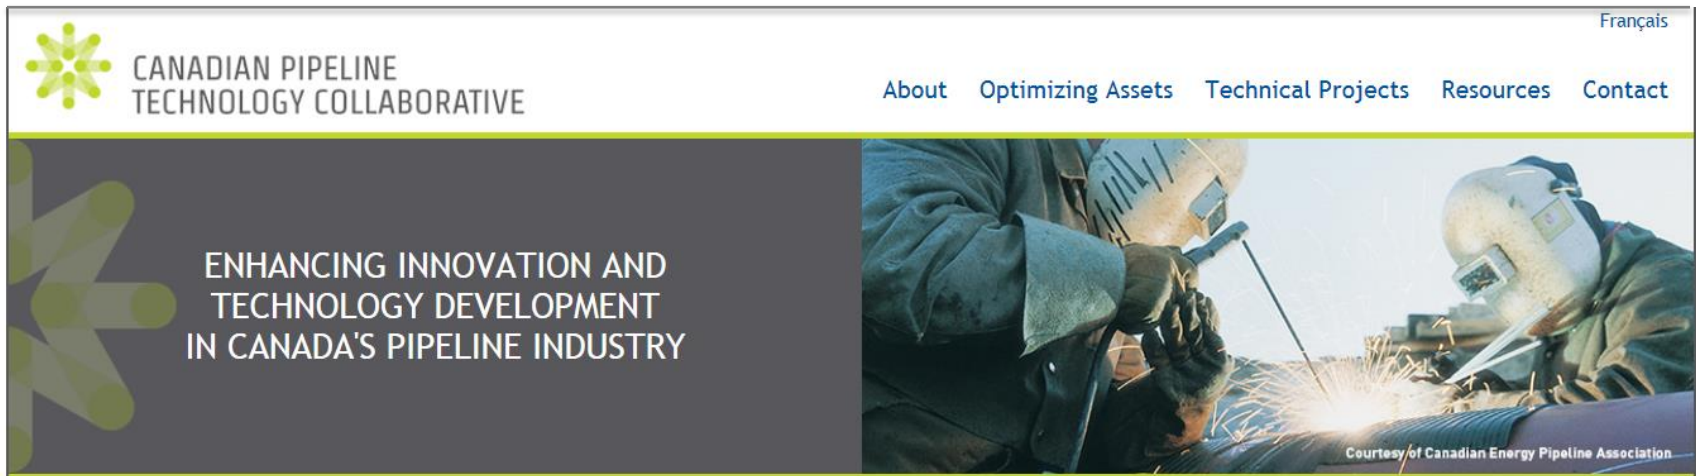 Français
CANADIAN PIPELINE
TECHNOLOGY COLLABORATIVE
About Optimizing Assets Technical Projects Resources Contact
ENHANCING INNOVATION AND
TECHNOLOGY DEVELOPMENT
IN CANADA'S PIPELINE INDUSTRY
Courtesy of Canadian Energy Pipeline Association